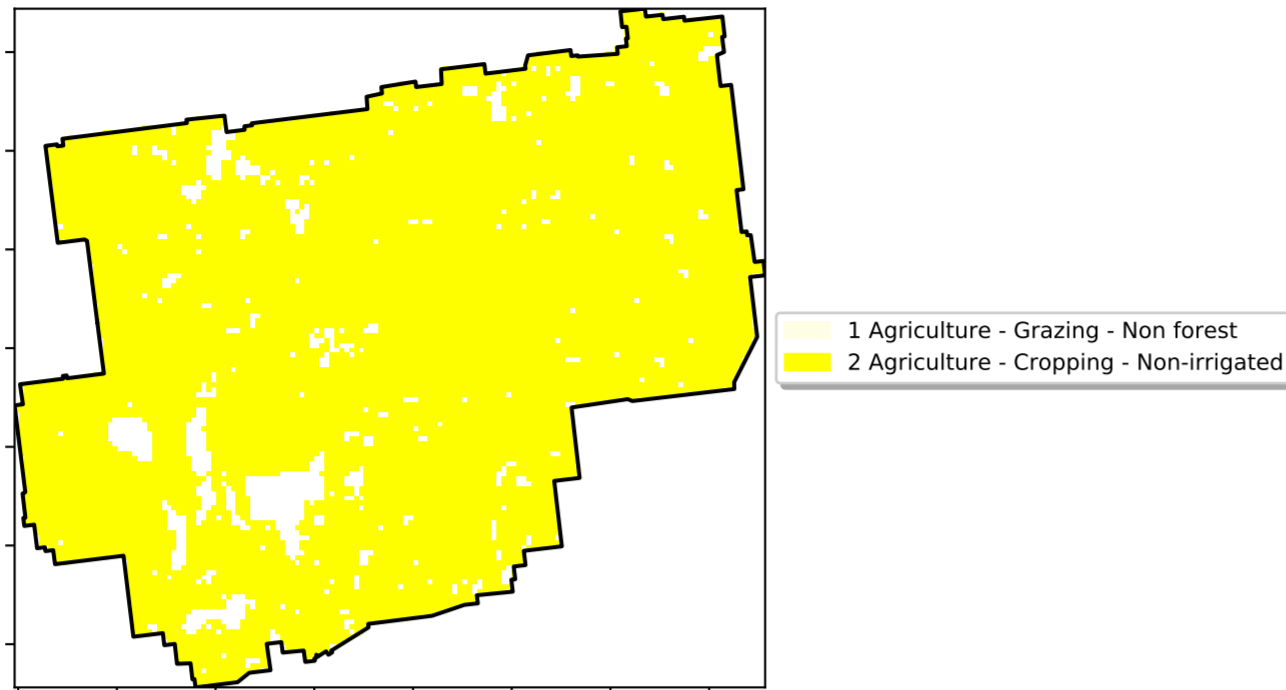 1 Agriculture - Grazing - Non forest
2 Agriculture - Cropping - Non-irrigated